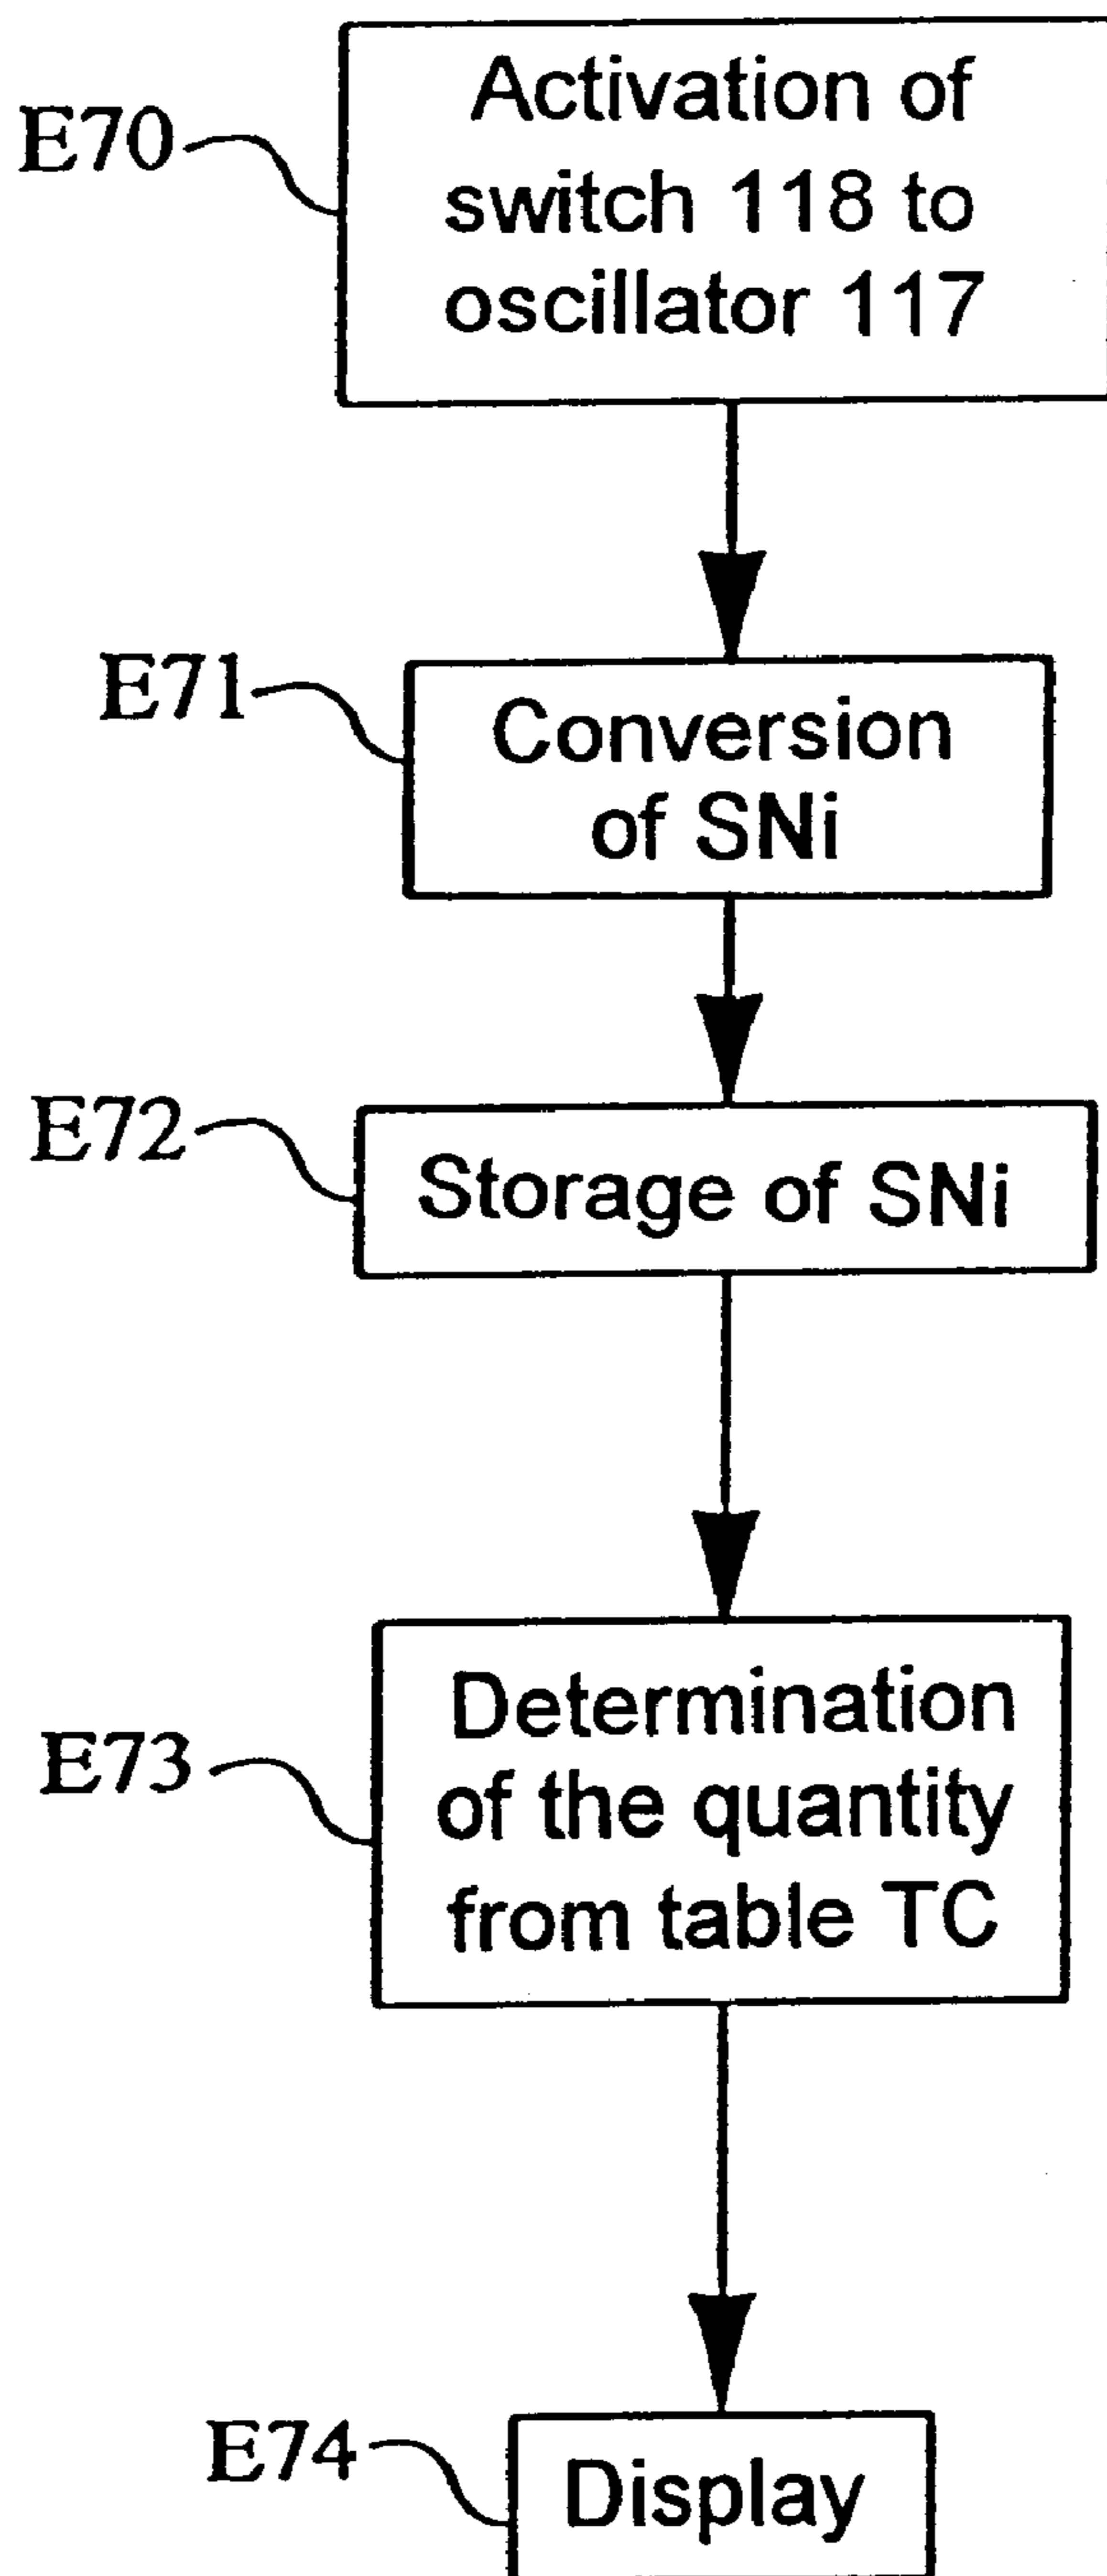 E70
Activation of
switch 118 to
oscillator 117
E71
Conversion
of SNi
E72
Storage of SNi
E73
Determination
of the quantity
from table TC
E74
Display